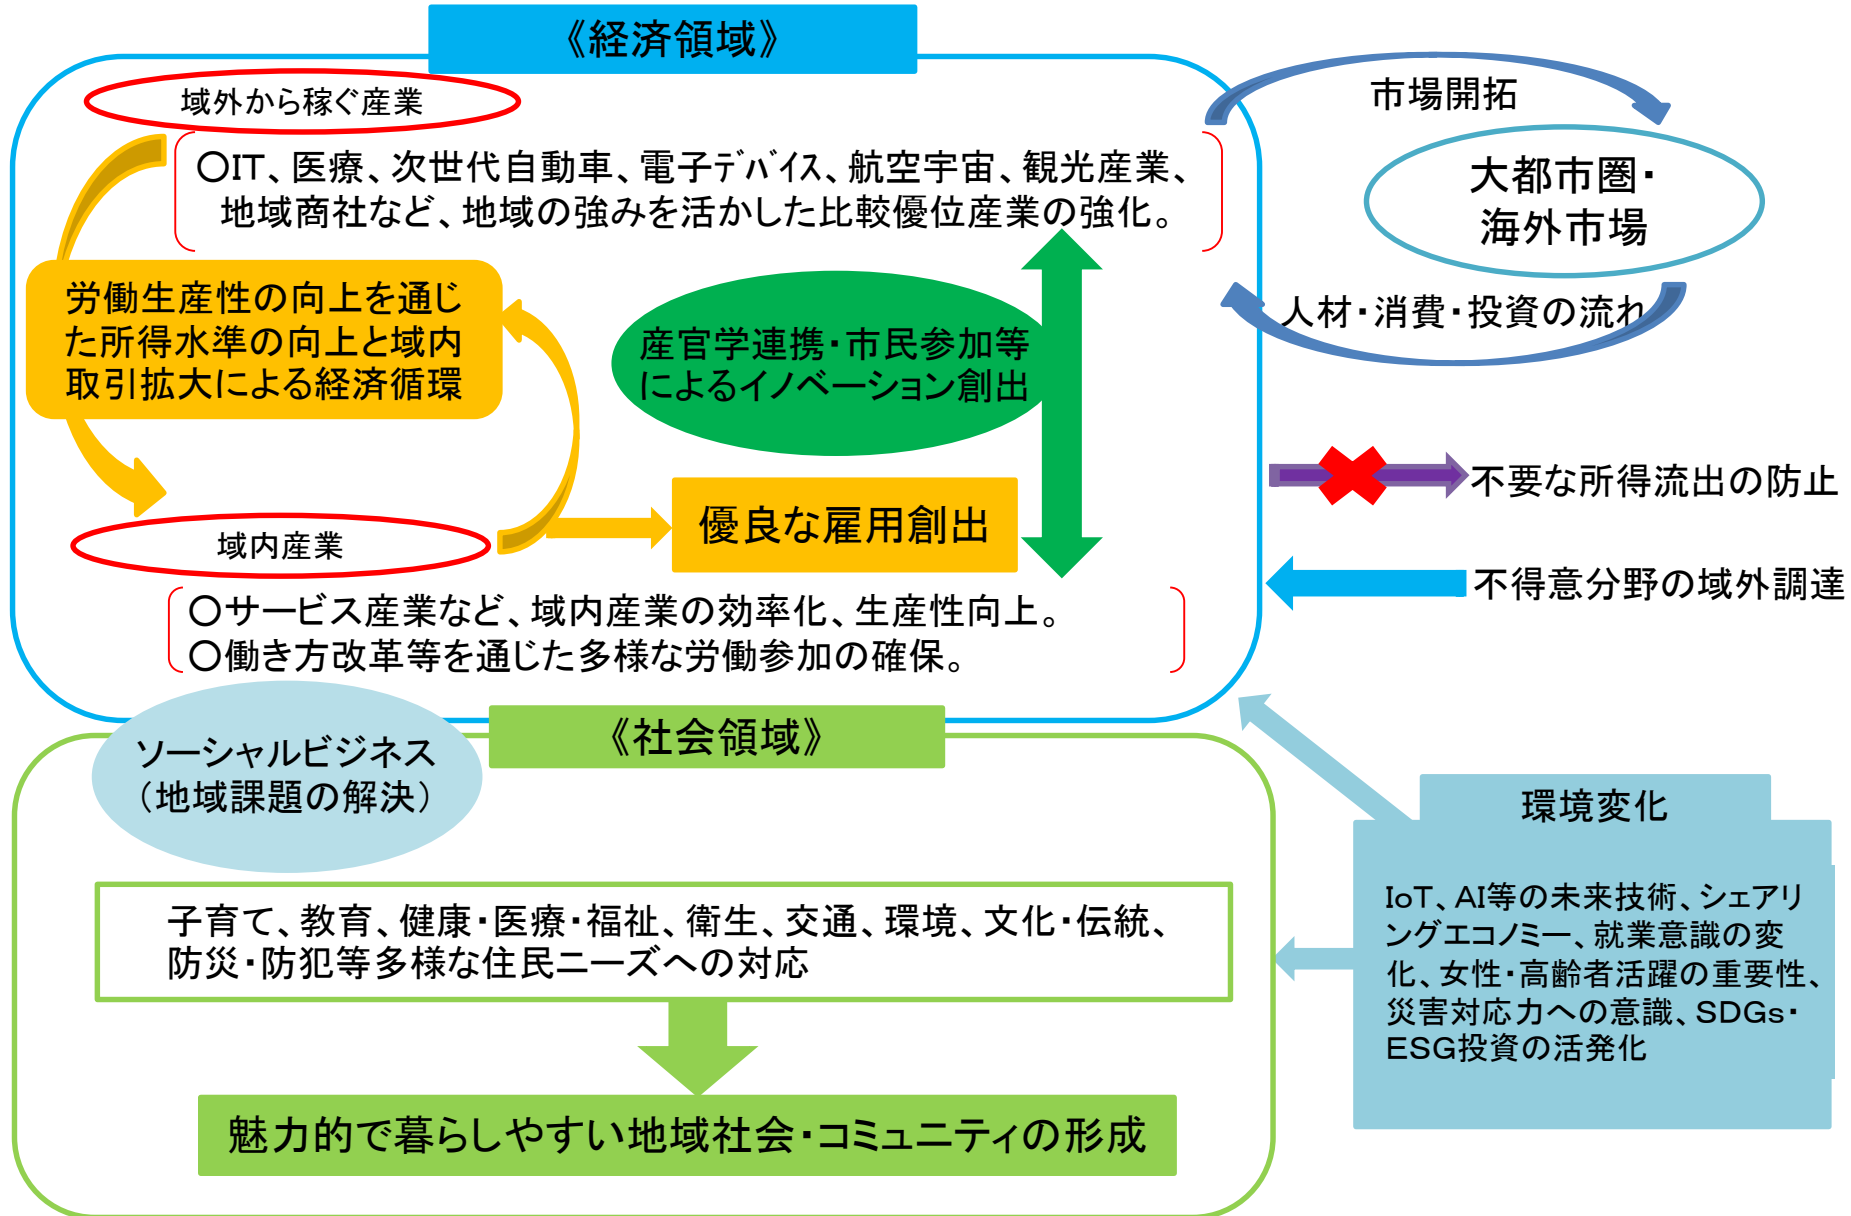 《経済領域》
域外から稼ぐ産業
○IT、医療、次世代自動車、電子ﾃﾞﾊﾞｲｽ、航空宇宙、観光産業、
地域商社など、地域の強みを活かした比較優位産業の強化。
市場開拓
大都市圏・
海外市場
人材・消費・投資の流れ
労働生産性の向上を通じ
た所得水準の向上と域内
取引拡大による経済循環
産官学連携・市民参加等
によるイノベーション創出
優良な雇用創出
不要な所得流出の防止
域内産業
不得意分野の域外調達
○サービス産業など、域内産業の効率化、生産性向上。
○働き方改革等を通じた多様な労働参加の確保。
《社会領域》
ソーシャルビジネス
（地域課題の解決）
環境変化
IoT、AI等の未来技術、シェアリ
ングエコノミー、就業意識の変
化、女性・高齢者活躍の重要性、
災害対応力への意識、SDGs・
ESG投資の活発化
子育て、教育、健康・医療・福祉、衛生、交通、環境、文化・伝統、
防災・防犯等多様な住民ニーズへの対応
魅力的で暮らしやすい地域社会・コミュニティの形成